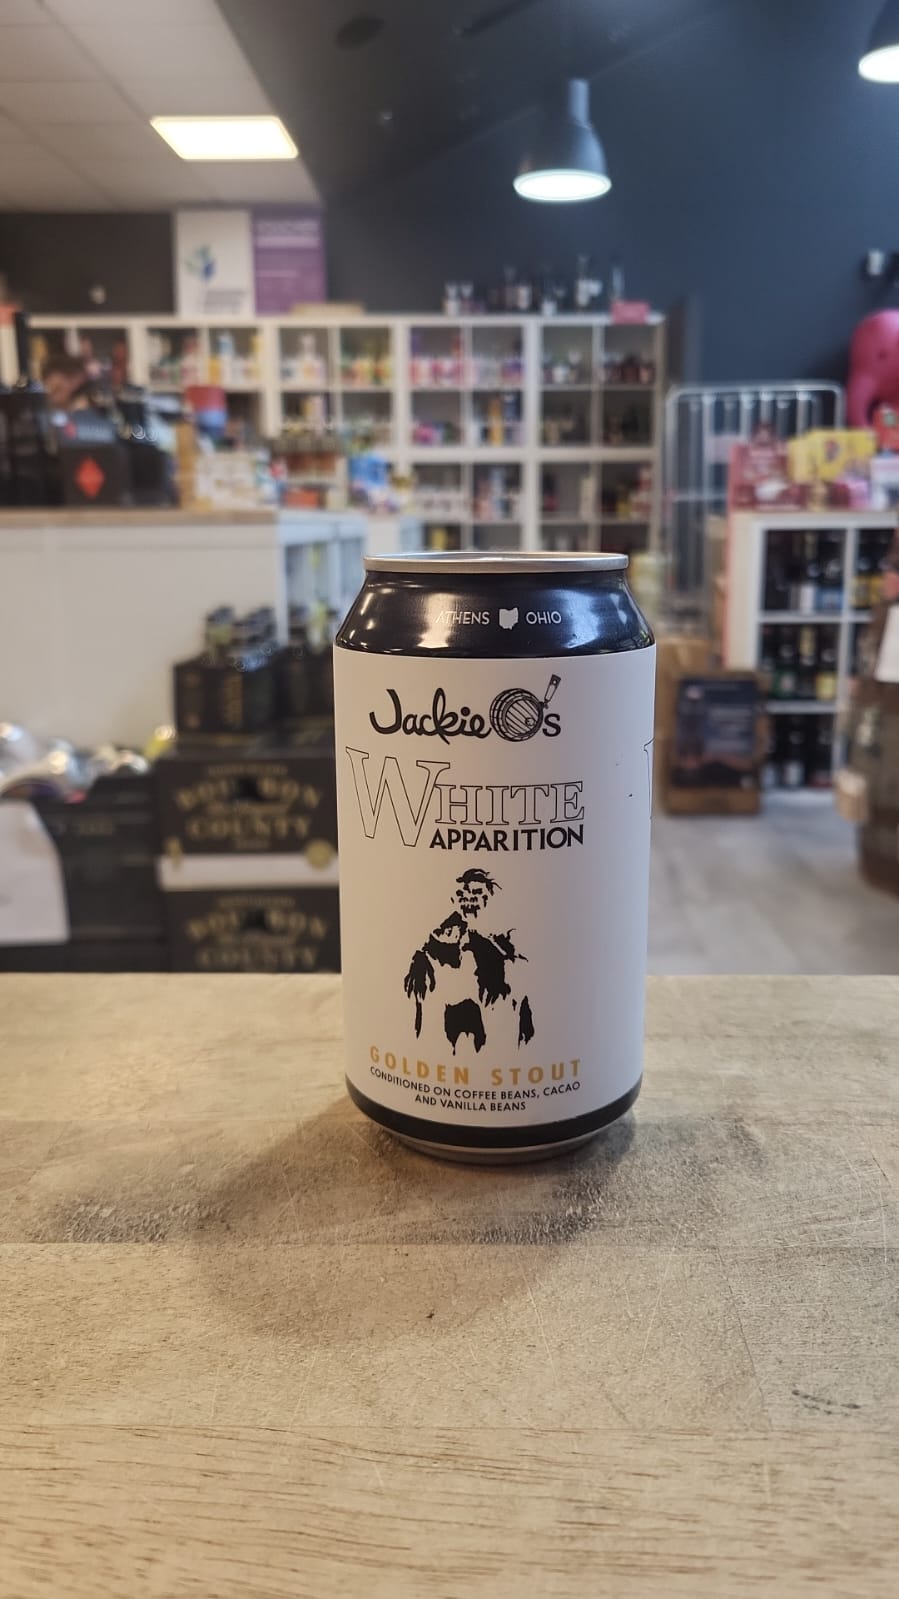 ATHENS OHIO
Jackie O's
WHITE
APPARITION
GOLDEN STOUT
CONDITIONED ON COFFEE BEANS, CACAO
AND VANILLA BEANS
BOURBON
COUNTY
BOURBON
COUNTY